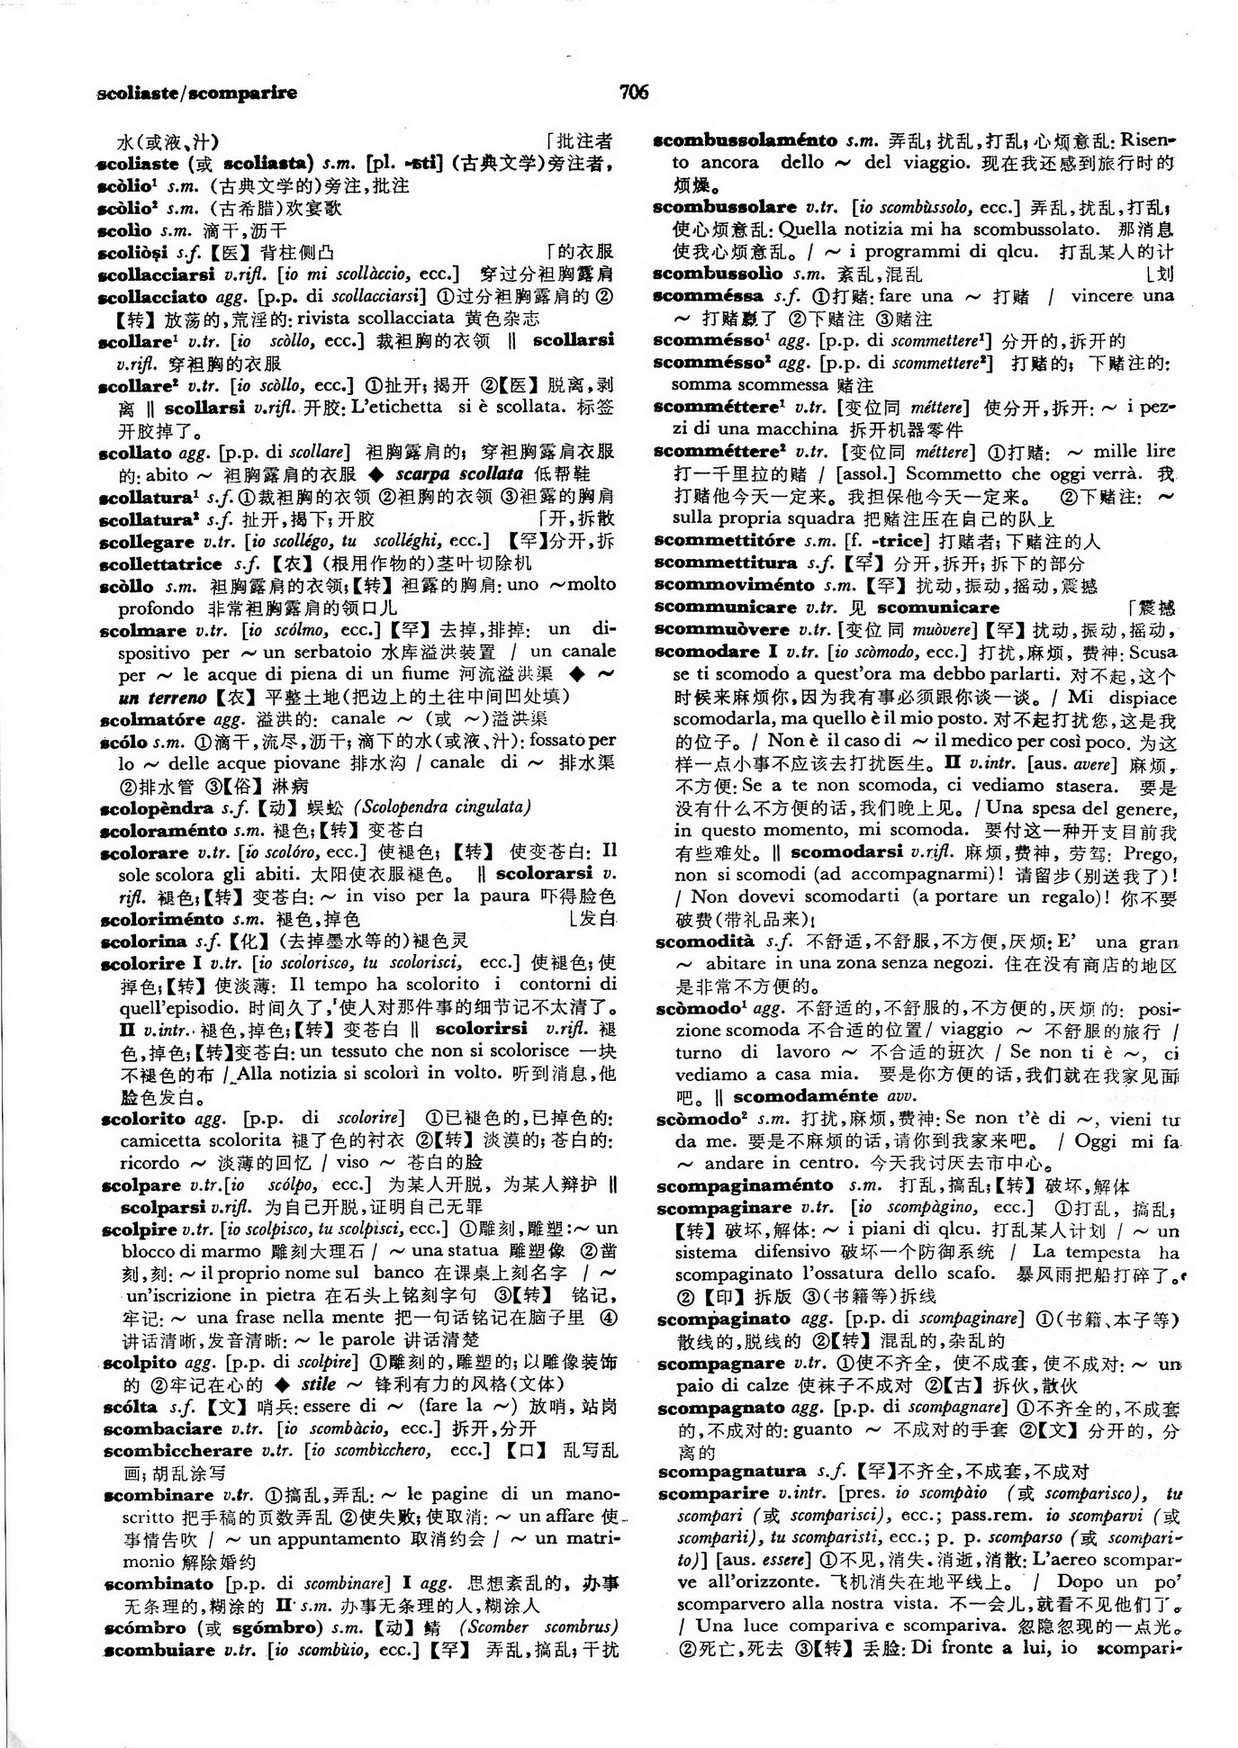 scoliaste/scomparire
706
水(或液、汁) 「批注者
scoliaste (或 scoliasta) s.m. [pl. -sti] (古典文学)旁注者,
scòlio¹ s.m. (古典文学的)旁注,批注
scòlio² s.m. (古希腊)欢宴歌
scolìo s.m. 滴干,沥干
scoliòsi s.f.【医】背柱侧凸 「的衣服
scollacciarsi v.rifl. [io mi scollàccio, ecc.] 穿过分袒胸露肩
scollacciato agg. [p.p. di scollacciarsi] ①过分袒胸露肩的 ②
【转】放荡的,荒淫的: rivista scollacciata 黄色杂志
scollare¹ v.tr. [io scòllo, ecc.] 裁袒胸的衣领 ‖ scollarsi
v.rifl. 穿袒胸的衣服
scollare² v.tr. [io scòllo, ecc.] ①扯开; 揭开 ②【医】脱离,剥
离 ‖ scollarsi v.rifl. 开胶: L'etichetta si è scollata. 标签
开胶掉了。
scollato agg. [p.p. di scollare] 袒胸露肩的; 穿袒胸露肩衣服
的: abito ～ 袒胸露肩的衣服 ◆ scarpa scollata 低帮鞋
scollatura¹ s.f.①裁袒胸的衣领 ②袒胸的衣领 ③袒露的胸肩
scollatura² s.f. 扯开,揭下; 开胶 「开,拆散
scollegare v.tr. [io scollégo, tu scolléghi, ecc.] 【罕】分开,拆
scollettatrice s.f. 【农】(根用作物的)茎叶切除机
scòllo s.m. 袒胸露肩的衣领;【转】袒露的胸肩: uno ～molto
profondo 非常袒胸露肩的领口儿
scolmare v.tr. [io scólmo, ecc.]【罕】去掉,排掉: un di-
spositivo per ～ un serbatoio 水库溢洪装置 / un canale
per ～ le acque di piena di un fiume 河流溢洪渠 ◆ ～
un terreno【农】平整土地(把边上的土往中间凹处填)
scolmatóre agg. 溢洪的: canale ～ (或 ～)溢洪渠
scólo s.m. ①滴干,流尽,沥干; 滴下的水(或液、汁): fossato per
lo ～ delle acque piovane 排水沟 / canale di ～ 排水渠
②排水管 ③【俗】淋病
scolopèndra s.f.【动】蜈蚣 (Scolopendra cingulata)
scoloraménto s.m. 褪色;【转】变苍白
scolorare v.tr. [io scolóro, ecc.] 使褪色; 【转】 使变苍白: Il
sole scolora gli abiti. 太阳使衣服褪色。 ‖ scolorarsi v.
rifl. 褪色;【转】变苍白: ～ in viso per la paura 吓得脸色
scoloriménto s.m. 褪色,掉色 ⌊发白
scolorina s.f.【化】(去掉墨水等的)褪色灵
scolorire I v.tr. [io scolorisco, tu scolorisci, ecc.] 使褪色; 使
掉色;【转】使淡薄: Il tempo ha scolorito i contorni di
quell'episodio. 时间久了,使人对那件事的细节记不太清了。
II v.intr. 褪色,掉色;【转】变苍白 ‖ scolorirsi v.rifl. 褪
色,掉色;【转】变苍白: un tessuto che non si scolorisce 一块
不褪色的布 / Alla notizia si scolorì in volto. 听到消息,他
脸色发白。
scolorito agg. [p.p. di scolorire] ①已褪色的,已掉色的:
camicetta scolorita 褪了色的衬衣 ②【转】淡漠的; 苍白的:
ricordo ～ 淡薄的回忆 / viso ～ 苍白的脸
scolpare v.tr.[io scólpo, ecc.] 为某人开脱, 为某人辩护 ‖
scolparsi v.rifl. 为自己开脱,证明自己无罪
scolpire v.tr. [io scolpisco, tu scolpisci, ecc.] ①雕刻,雕塑:～ un
blocco di marmo 雕刻大理石 / ～ una statua 雕塑像 ②凿
刻,刻: ～ il proprio nome sul banco 在课桌上刻名字 / ～
un'iscrizione in pietra 在石头上铭刻字句 ③【转】 铭记,
牢记: ～ una frase nella mente 把一句话铭记在脑子里 ④
讲话清晰,发音清晰: ～ le parole 讲话清楚
scolpito agg. [p.p. di scolpire] ①雕刻的,雕塑的; 以雕像装饰
的 ②牢记在心的 ◆ stile ～ 锋利有力的风格(文体)
scólta s.f. 【文】哨兵: essere di ～ (fare la ～) 放哨,站岗
scombaciare v.tr. [io scombàcio, ecc.] 拆开,分开
scombiccherare v.tr. [io scombìcchero, ecc.] 【口】 乱写乱
画; 胡乱涂写
scombinare v.tr. ①搞乱,弄乱: ～ le pagine di un mano-
scritto 把手稿的页数弄乱 ②使失败; 使取消: ～ un affare 使
事情告吹 / ～ un appuntamento 取消约会 / ～ un matri-
monio 解除婚约
scombinato [p.p. di scombinare] I agg. 思想紊乱的, 办事
无条理的,糊涂的 II s.m. 办事无条理的人,糊涂人
scómbro (或 sgómbro) s.m. 【动】鲭 (Scomber scombrus)
scombuiare v.tr. [io scombùio, ecc.] 【罕】 弄乱,搞乱; 干扰
scombussolaménto s.m. 弄乱; 扰乱,打乱; 心烦意乱: Risen-
to ancora dello ～ del viaggio. 现在我还感到旅行时的
烦燥。
scombussolare v.tr. [io scombùssolo, ecc.] 弄乱,扰乱,打乱;
使心烦意乱: Quella notizia mi ha scombussolato. 那消息
使我心烦意乱。/ ～ i programmi di qlcu. 打乱某人的计
scombussolìo s.m. 紊乱,混乱 ⌊划
scomméssa s.f. ①打赌: fare una ～ 打赌 / vincere una
～ 打赌赢了 ②下赌注 ③赌注
scommésso¹ agg. [p.p. di scommettere¹] 分开的,拆开的
scommésso² agg. [p.p. di scommettere²] 打赌的; 下赌注的:
somma scommessa 赌注
scomméttere¹ v.tr. [变位同 méttere] 使分开,拆开: ～ i pez-
zi di una macchina 拆开机器零件
scomméttere² v.tr. [变位同 méttere] ①打赌: ～ mille lire
打一千里拉的赌 / [assol.] Scommetto che oggi verrà. 我
打赌他今天一定来。我担保他今天一定来。 ②下赌注: ～
sulla propria squadra 把赌注压在自己的队上
scommettitóre s.m. [f. -trice] 打赌者; 下赌注的人
scommettitura s.f. 【罕】分开,拆开; 拆下的部分
scommoviménto s.m. 【罕】扰动,振动,摇动,震撼
scommunicare v.tr. 见 scomunicare 「震撼
scommuòvere v.tr. [变位同 muòvere]【罕】扰动,振动,摇动,
scomodare I v.tr. [io scòmodo, ecc.] 打扰,麻烦, 费神: Scusa
se ti scomodo a quest'ora ma debbo parlarti. 对不起,这个
时候来麻烦你,因为我有事必须跟你谈一谈。/ Mi dispiace
scomodarla, ma quello è il mio posto. 对不起打扰您,这是我
的位子。/ Non è il caso di ～ il medico per così poco. 为这
样一点小事不应该去打扰医生。II v.intr. [aus. avere] 麻烦,
不方便: Se a te non scomoda, ci vediamo stasera. 要是
没有什么不方便的话,我们晚上见。/ Una spesa del genere,
in questo momento, mi scomoda. 要付这一种开支目前我
有些难处。‖ scomodarsi v.rifl. 麻烦,费神, 劳驾: Prego,
non si scomodi (ad accompagnarmi)! 请留步(别送我了)!
/ Non dovevi scomodarti (a portare un regalo)! 你不要
破费(带礼品来)!
scomodità s.f. 不舒适,不舒服,不方便,厌烦: E' una gran
～ abitare in una zona senza negozi. 住在没有商店的地区
是非常不方便的。
scòmodo¹ agg. 不舒适的,不舒服的,不方便的,厌烦的: posi-
zione scomoda 不合适的位置 / viaggio ～ 不舒服的旅行 /
turno di lavoro ～ 不合适的班次 / Se non ti è ～, ci
vediamo a casa mia. 要是你方便的话,我们就在我家见面
吧。‖ scomodaménte avv.
scòmodo² s.m. 打扰,麻烦,费神: Se non t'è di ～, vieni tu
da me. 要是不麻烦的话,请你到我家来吧。 / Oggi mi fa
～ andare in centro. 今天我讨厌去市中心。
scompaginaménto s.m. 打乱,搞乱;【转】破坏,解体
scompaginare v.tr. [io scompàgino, ecc.] ①打乱, 搞乱;
【转】破坏,解体: ～ i piani di qlcu. 打乱某人计划 / ～ un
sistema difensivo 破坏一个防御系统 / La tempesta ha
scompaginato l'ossatura dello scafo. 暴风雨把船打碎了。
②【印】拆版 ③(书籍等)拆线
scompaginato agg. [p.p. di scompaginare] ①(书籍、本子等)
散线的,脱线的 ②【转】混乱的,杂乱的
scompagnare v.tr. ①使不齐全, 使不成套,使不成对: ～ un
paio di calze 使袜子不成对 ②【古】拆伙,散伙
scompagnato agg. [p.p. di scompagnare] ①不齐全的,不成套
的,不成对的: guanto ～ 不成对的手套 ②【文】分开的, 分
离的
scompagnatura s.f. 【罕】不齐全,不成套,不成对
scomparire v.intr. [pres. io scompàio (或 scomparisco), tu
scompari (或 scomparisci), ecc.; pass.rem. io scomparvi (或
scomparii), tu scomparisti, ecc.; p. p. scomparso (或 scompari-
to)] [aus. essere] ①不见,消失.消逝,消散: L'aereo scompar-
ve all'orizzonte. 飞机消失在地平线上。 / Dopo un po'
scomparvero alla nostra vista. 不一会儿,就看不见他们了。
/ Una luce compariva e scompariva. 忽隐忽现的一点光。
②死亡,死去 ③【转】丢脸: Di fronte a lui, io scompari-